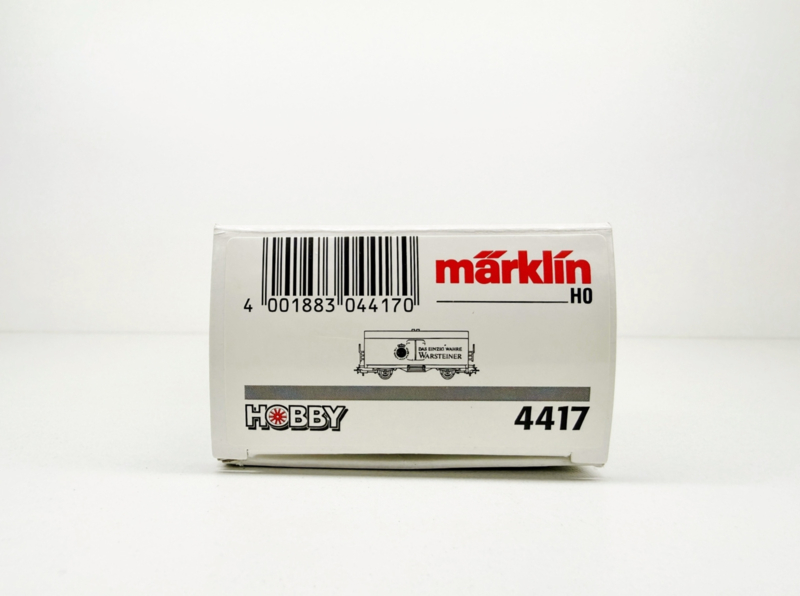 4 001883 044170
märklin
H0
DAS EINZIG WAHRE
WARSTEINER
HOBBY
4417